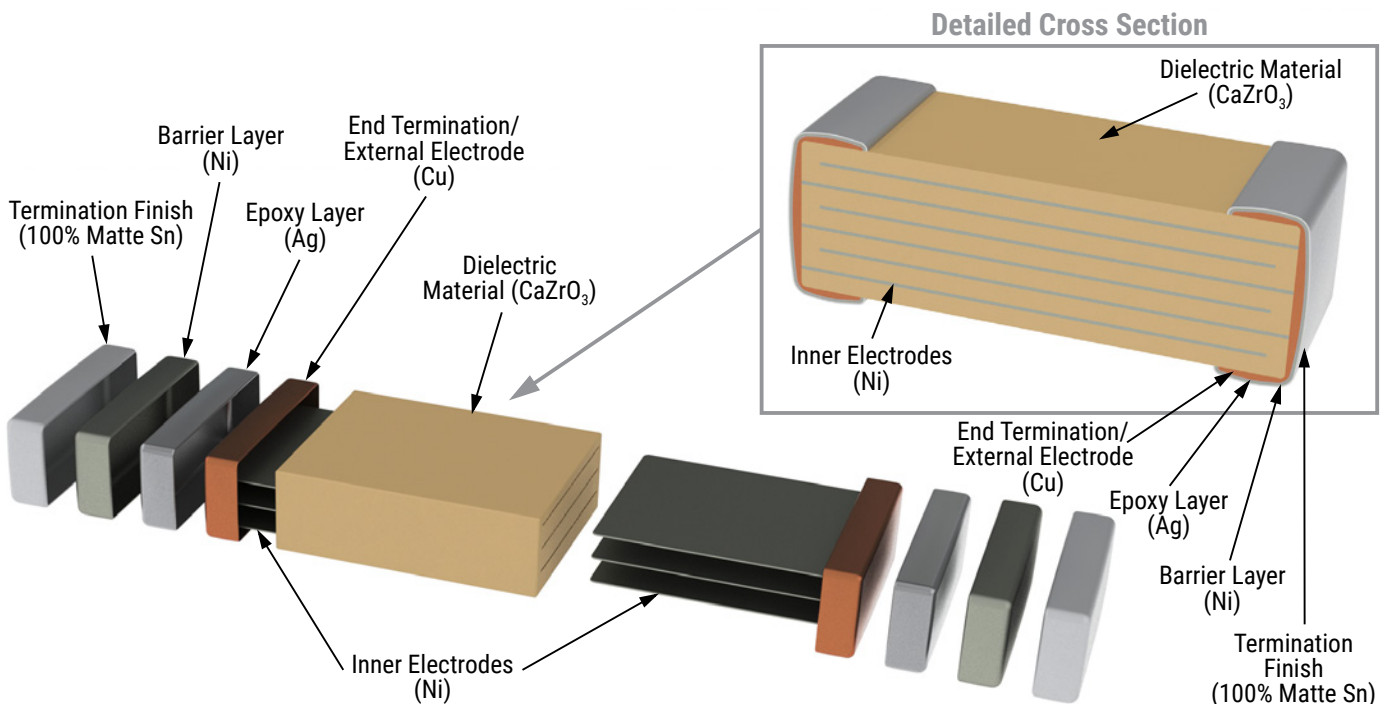 Detailed Cross Section
Dielectric Material
(CaZrO₃)
End Termination/
External Electrode
(Cu)
Barrier Layer
(Ni)
Termination Finish
(100% Matte Sn)
Epoxy Layer
(Ag)
Dielectric
Material (CaZrO₃)
Inner Electrodes
(Ni)
End Termination/
External Electrode
(Cu)
Epoxy Layer
(Ag)
Barrier Layer
(Ni)
Termination
Finish
(100% Matte Sn)
Inner Electrodes
(Ni)